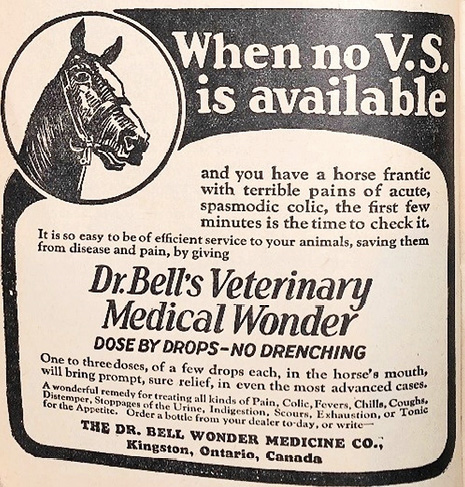 When no V.S.
is available
and you have a horse frantic
with terrible pains of acute,
spasmodic colic, the first few
minutes is the time to check it.
It is so easy to be of efficient service to your animals, saving them
from disease and pain, by giving
Dr. Bell's Veterinary
Medical Wonder
DOSE BY DROPS-NO DRENCHING
One to three doses, of a few drops each, in the horse's mouth,
will bring prompt, sure relief, in even the most advanced cases.
A wonderful remedy for treating all kinds of Pain, Colic, Fevers, Chills, Coughs,
Distemper, Stoppages of the Urine, Indigestion, Scours, Exhaustion, or Tonic
for the Appetite. Order a bottle from your dealer to-day, or write—
THE DR. BELL WONDER MEDICINE CO.,
Kingston, Ontario, Canada